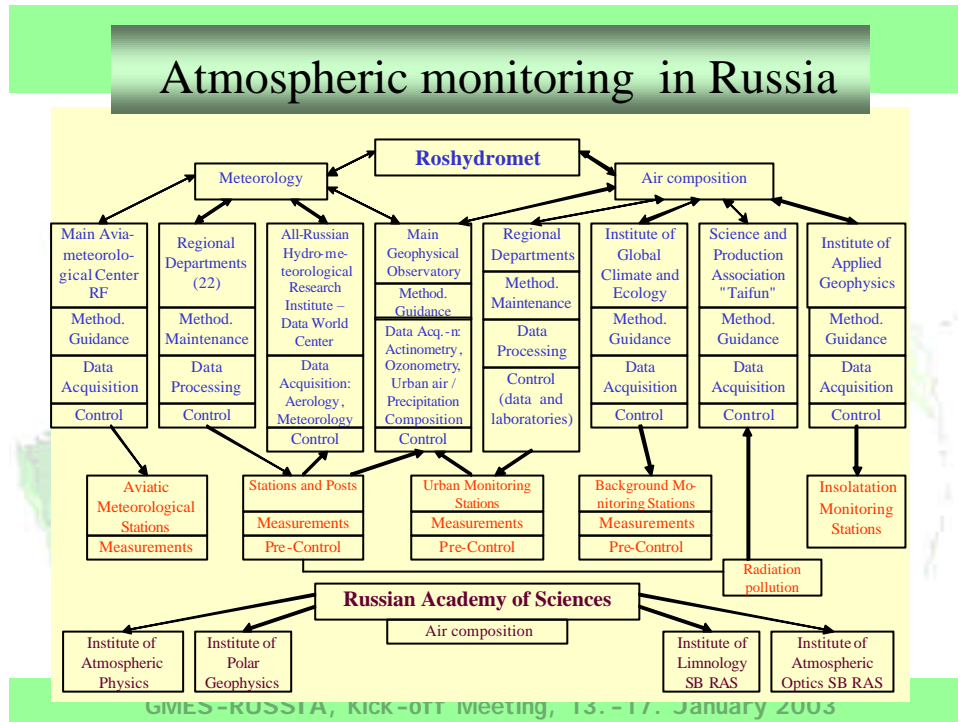 Atmospheric monitoring in Russia
Roshydromet
Meteorology
Air composition
Main Avia-
meteorolo-
gical Center
RF
Method.
Guidance
Data
Acquisition
Control
Regional
Departments
(22)
Method.
Maintenance
Data
Processing
Control
All-Russian
Hydro-me-
teorological
Research
Institute –
Data World
Center
Data
Acquisition:
Aerology,
Meteorology
Control
Main
Geophysical
Observatory
Method.
Guidance
Data Acq.-n:
Actinometry,
Ozonometry,
Urban air /
Precipitation
Composition
Control
Regional
Departments
Method.
Maintenance
Data
Processing
Control
(data and
laboratories)
Institute of
Global
Climate and
Ecology
Method.
Guidance
Data
Acquisition
Control
Science and
Production
Association
"Taifun"
Method.
Guidance
Data
Acquisition
Control
Institute of
Applied
Geophysics
Method.
Guidance
Data
Acquisition
Control
Aviatic
Meteorological
Stations
Measurements
Stations and Posts
Measurements
Pre-Control
Urban Monitoring
Stations
Measurements
Pre-Control
Background Mo-
nitoring Stations
Measurements
Pre-Control
Insolatation
Monitoring
Stations
Radiation
pollution
Russian Academy of Sciences
Air composition
Institute of
Atmospheric
Physics
Institute of
Polar
Geophysics
Institute of
Limnology
SB RAS
Institute of
Atmospheric
Optics SB RAS
GMES-RUSSIA, Kick-off Meeting, 13.-17. January 2003